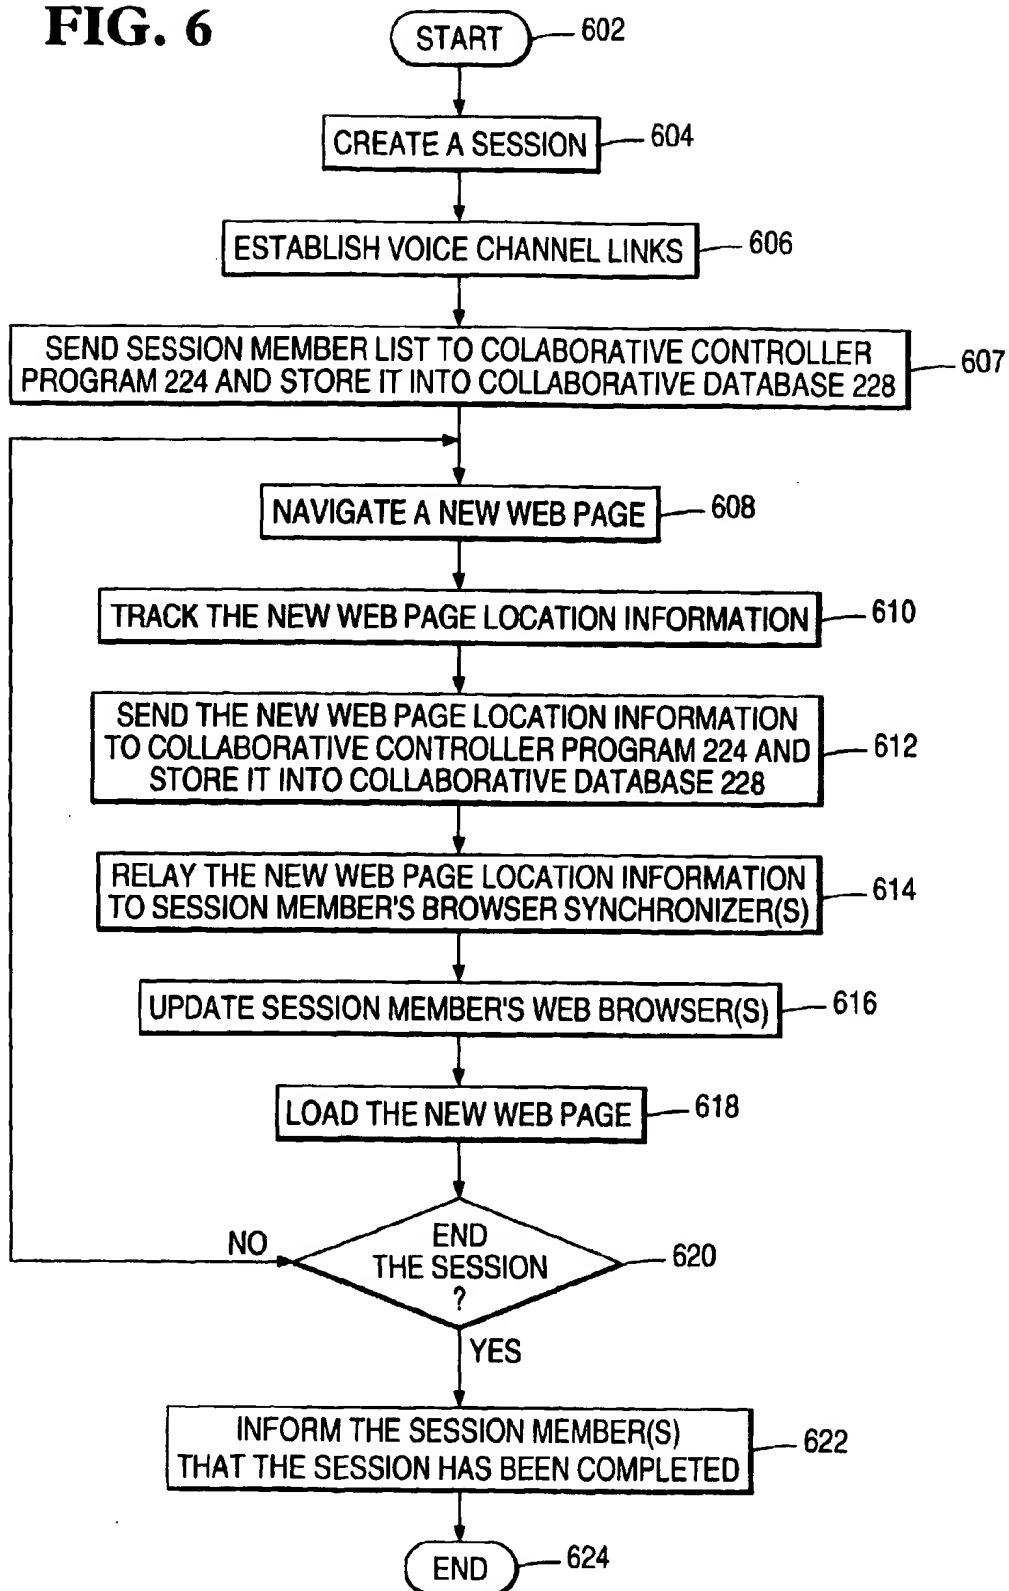 FIG. 6
START
602
CREATE A SESSION
604
ESTABLISH VOICE CHANNEL LINKS
606
SEND SESSION MEMBER LIST TO COLABORATIVE CONTROLLER
PROGRAM 224 AND STORE IT INTO COLLABORATIVE DATABASE 228
607
NAVIGATE A NEW WEB PAGE
608
TRACK THE NEW WEB PAGE LOCATION INFORMATION
610
SEND THE NEW WEB PAGE LOCATION INFORMATION
TO COLLABORATIVE CONTROLLER PROGRAM 224 AND
STORE IT INTO COLLABORATIVE DATABASE 228
612
RELAY THE NEW WEB PAGE LOCATION INFORMATION
TO SESSION MEMBER'S BROWSER SYNCHRONIZER(S)
614
UPDATE SESSION MEMBER'S WEB BROWSER(S)
616
LOAD THE NEW WEB PAGE
618
NO
END
THE SESSION
?
620
YES
INFORM THE SESSION MEMBER(S)
THAT THE SESSION HAS BEEN COMPLETED
622
END
624